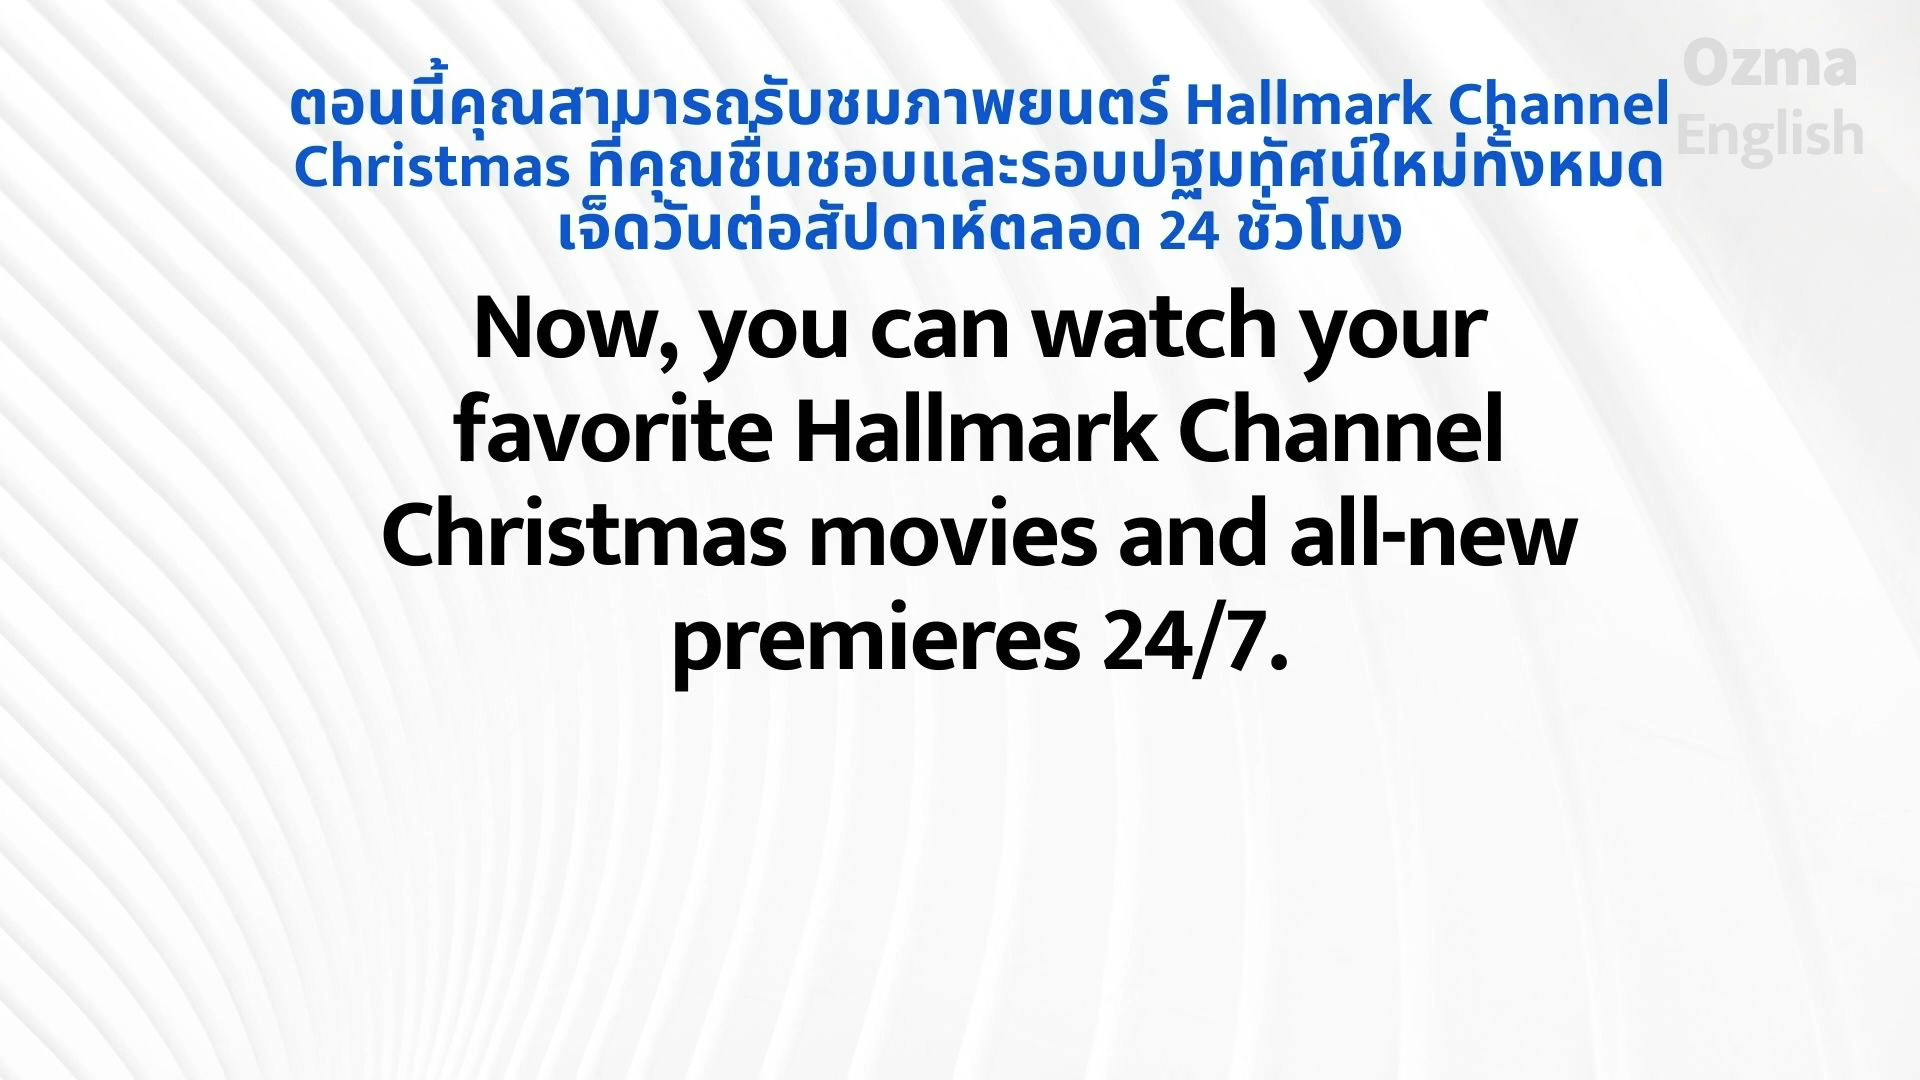 ตอนนี้คุณสามารถรับชมภาพยนตร์ Hallmark Channel
Christmas ที่คุณชื่นชอบและรอบปฐมทัศน์ใหม่ทั้งหมด
เจ็ดวันต่อสัปดาห์ตลอด 24 ชั่วโมง
Now, you can watch your
favorite Hallmark Channel
Christmas movies and all-new
premieres 24/7.
Ozma
English